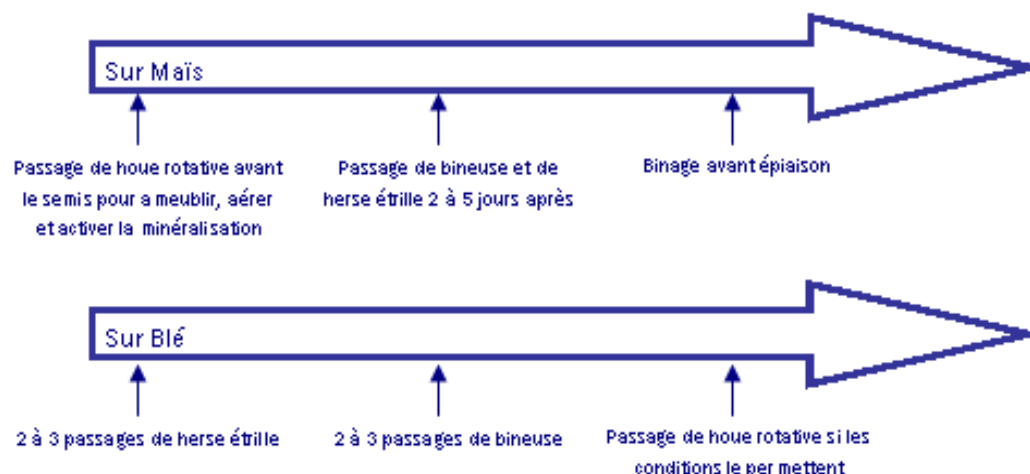 Sur Maïs
Passage de houe rotative avant
le semis pour a meublir, aérer
et activer la minéralisation
Passage de bineuse et de
herse étrille 2 à 5 jours après
Binage avant épiaison
Sur Blé
2 à 3 passages de herse étrille
2 à 3 passages de bineuse
Passage de houe rotative si les
conditions le per mettent